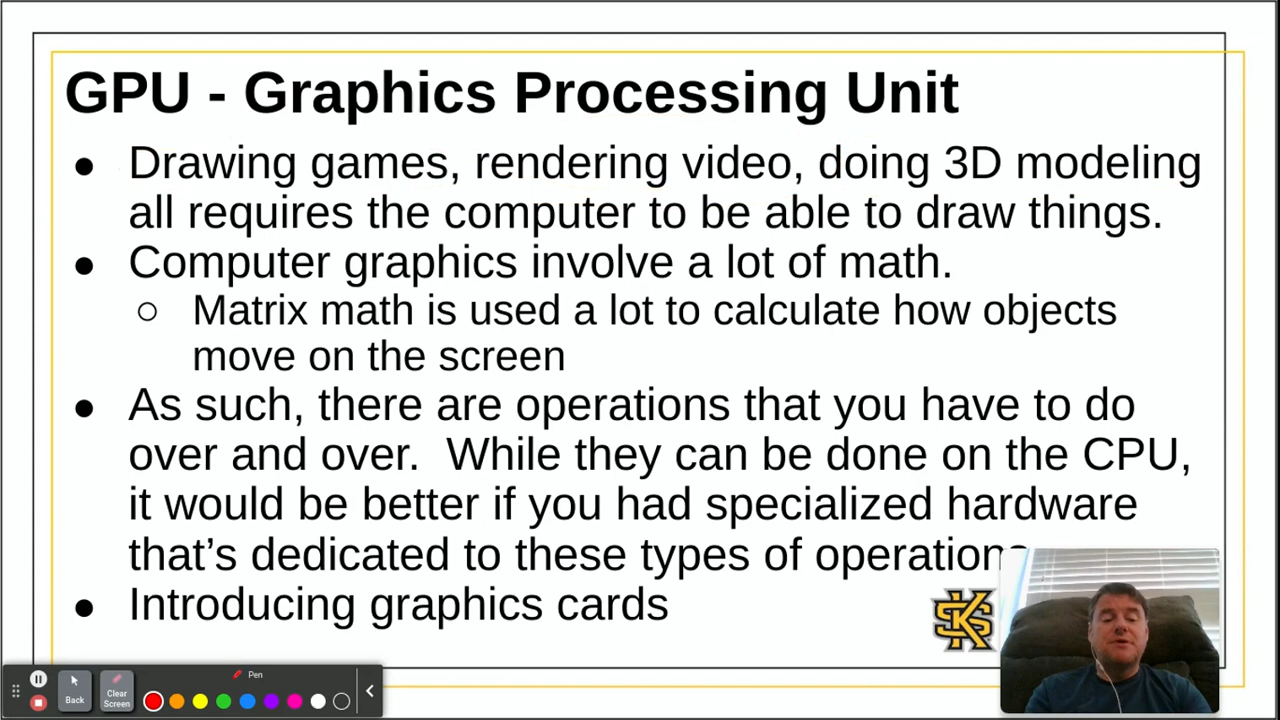 GPU - Graphics Processing Unit
● Drawing games, rendering video, doing 3D modeling
all requires the computer to be able to draw things.
● Computer graphics involve a lot of math.
○ Matrix math is used a lot to calculate how objects
move on the screen
● As such, there are operations that you have to do
over and over. While they can be done on the CPU,
it would be better if you had specialized hardware
that’s dedicated to these types of operations
● Introducing graphics cards
KS
Pen
Back
Clear
Screen